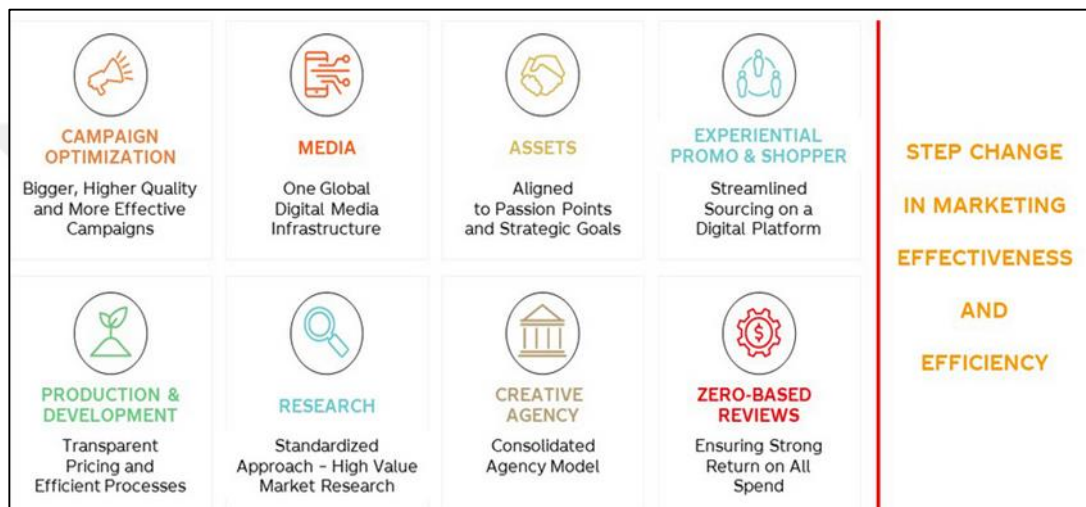 CAMPAIGN
OPTIMIZATION
Bigger, Higher Quality
and More Effective
Campaigns
MEDIA
One Global
Digital Media
Infrastructure
ASSETS
Aligned
to Passion Points
and Strategic Goals
EXPERIENTIAL
PROMO & SHOPPER
Streamlined
Sourcing on a
Digital Platform
PRODUCTION &
DEVELOPMENT
Transparent
Pricing and
Efficient Processes
RESEARCH
Standardized
Approach – High Value
Market Research
CREATIVE
AGENCY
Consolidated
Agency Model
$
ZERO-BASED
REVIEWS
Ensuring Strong
Return on All
Spend
STEP CHANGE
IN MARKETING
EFFECTIVENESS
AND
EFFICIENCY